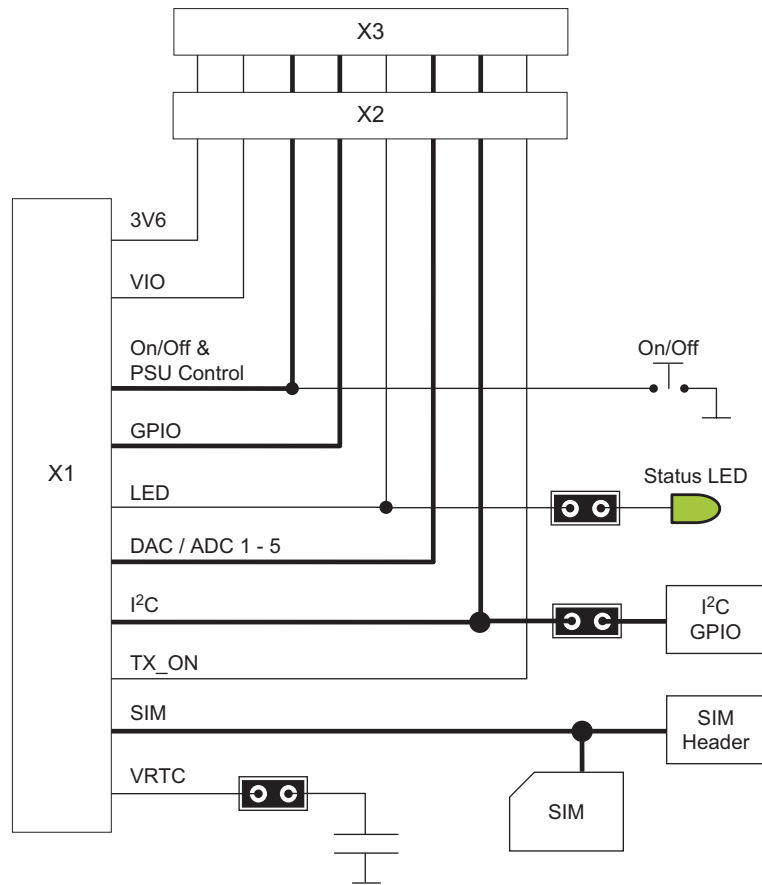 X3
X2
3V6
VIO
On/Off &
PSU Control
On/Off
GPIO
X1
LED
Status LED
DAC / ADC 1 - 5
I²C
I²C
GPIO
TX_ON
SIM
SIM
Header
VRTC
SIM